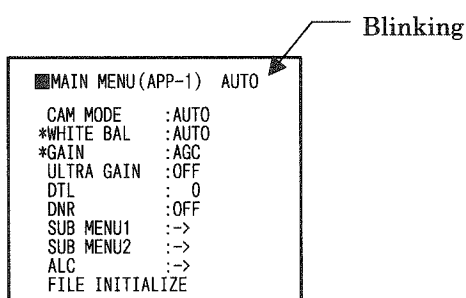 Blinking
■MAIN MENU(APP-1) AUTO
CAM MODE :AUTO
*WHITE BAL :AUTO
*GAIN :AGC
ULTRA GAIN :OFF
DTL : 0
DNR :OFF
SUB MENU1 :->
SUB MENU2 :->
ALC :->
FILE INITIALIZE